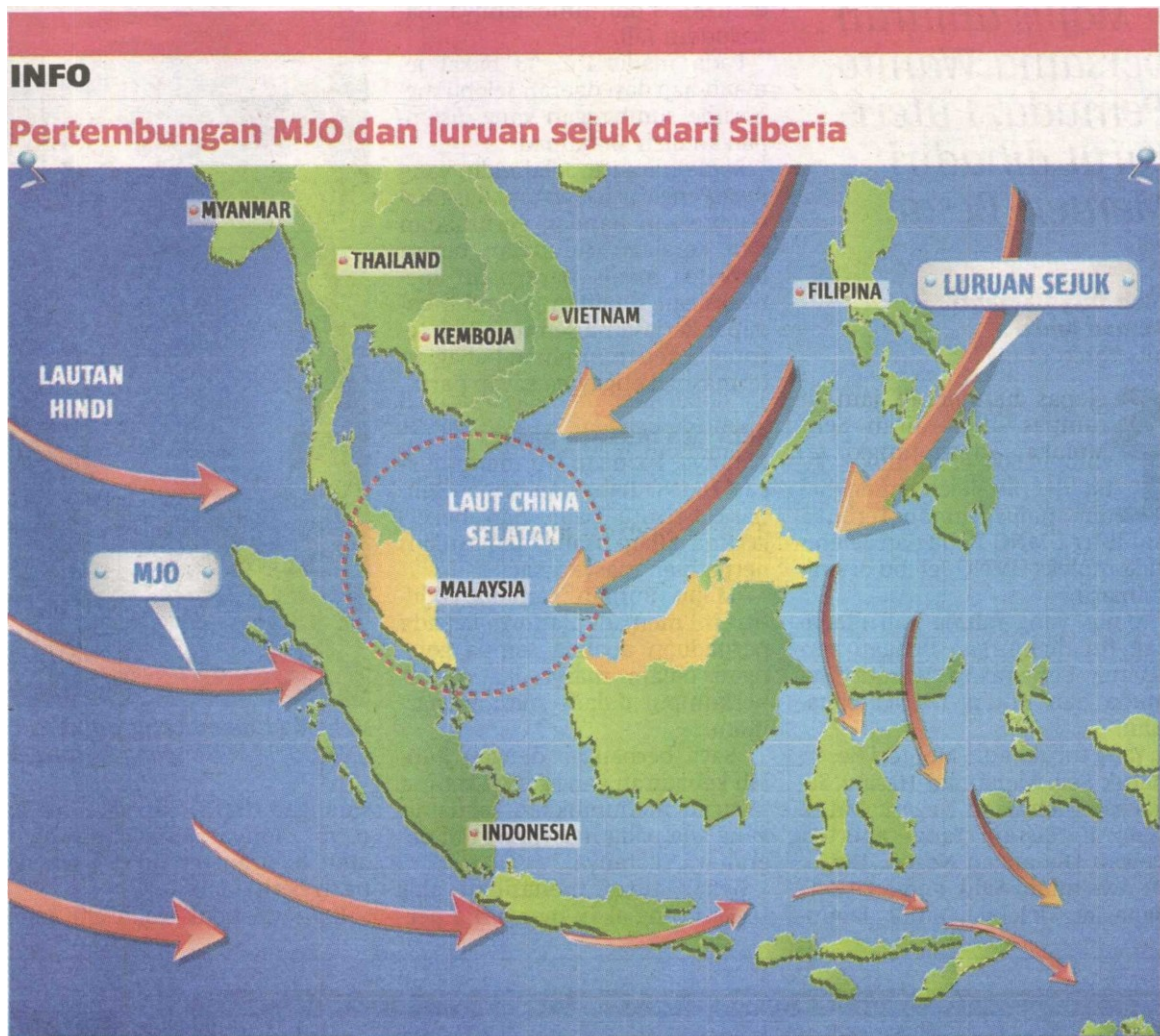 INFO
Pertembungan MJO dan luruan sejuk dari Siberia
MYANMAR
THAILAND
FILIPINA
LURUAN SEJUK
VIETNAM
KEMBOJA
LAUTAN
HINDI
LAUT CHINA
SELATAN
MJO
MALAYSIA
INDONESIA